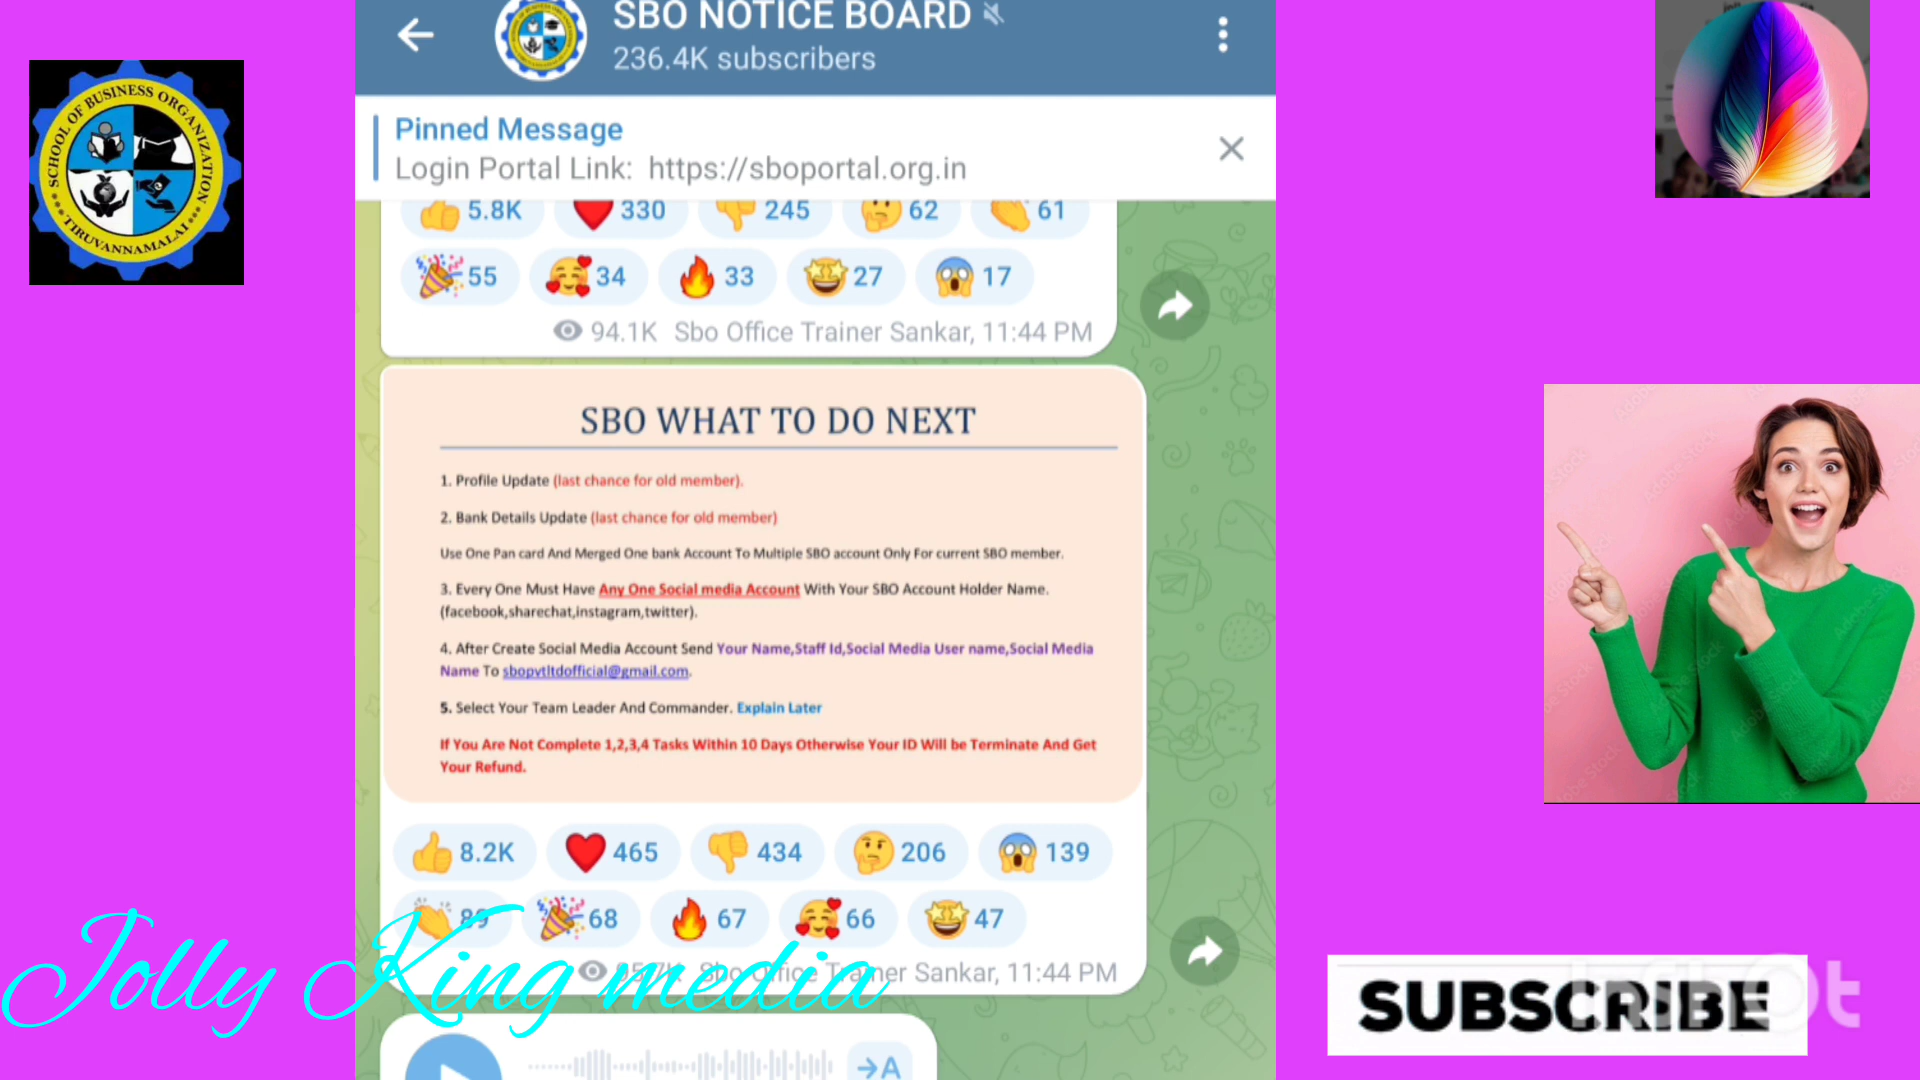 SCHOOL OF BUSINESS ORGANIZATION
TIRUVANNAMALAI
SBO NOTICE BOARD
236.4K subscribers
Pinned Message
Login Portal Link: https://sboportal.org.in
5.8K 330 245 62 61
55 34 33 27 17
94.1K Sbo Office Trainer Sankar, 11:44 PM
SBO WHAT TO DO NEXT
1. Profile Update (last chance for old member).
2. Bank Details Update (last chance for old member)
Use One Pan card And Merged One bank Account To Multiple SBO account Only For current SBO member.
3. Every One Must Have Any One Social media Account With Your SBO Account Holder Name.
(facebook,sharechat,instagram,twitter).
4. After Create Social Media Account Send Your Name,Staff Id,Social Media User name,Social Media
Name To sbopvtltdofficial@gmail.com.
5. Select Your Team Leader And Commander. Explain Later
If You Are Not Complete 1,2,3,4 Tasks Within 10 Days Otherwise Your ID Will be Terminate And Get
Your Refund.
8.2K 465 434 206 139
89 68 67 66 47
Sbo Office Trainer Sankar, 11:44 PM
Jolly King media
→A
SUBSCRIBE
InShOt